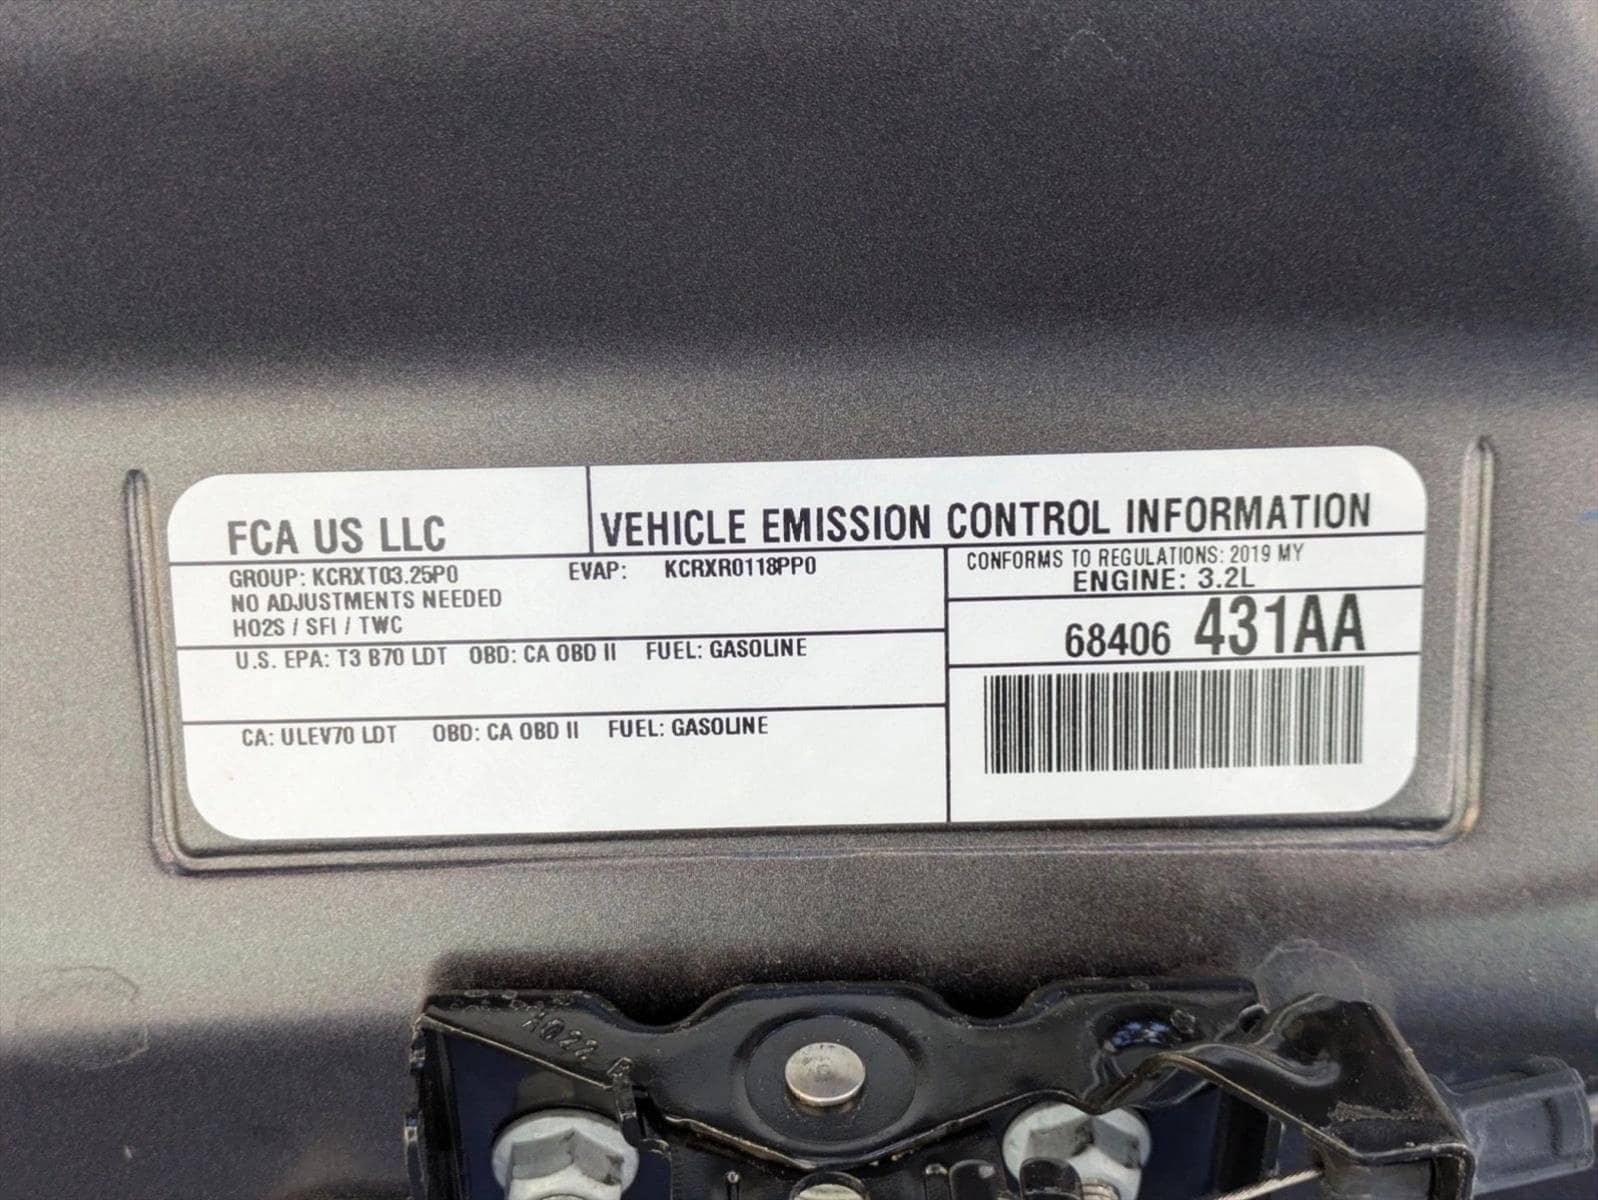 FCA US LLC
VEHICLE EMISSION CONTROL INFORMATION
GROUP: KCRXT03.25P0 EVAP: KCRXR0118PP0
NO ADJUSTMENTS NEEDED
HO2S / SFI / TWC
CONFORMS TO REGULATIONS: 2019 MY
ENGINE: 3.2L
68406 431AA
U.S. EPA: T3 B70 LDT OBD: CA OBD II FUEL: GASOLINE
CA: ULEV70 LDT OBD: CA OBD II FUEL: GASOLINE